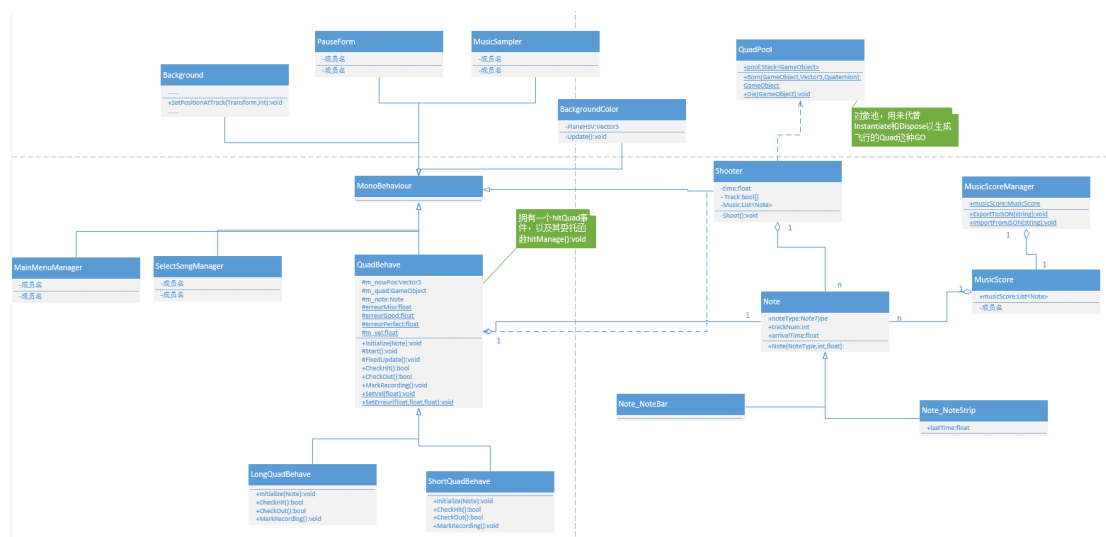 PauseForm
-成员名
-成员名
MusicSampler
-成员名
-成员名
Background
......
+SetPositionAtTrack(Transform,int):void
......
BackgroundColor
-PlaneHSV:Vector3
-Update():void
QuadPool
+pool:Stack<GameObject>
+Born(GameObject,Vector3,Quaternion):
GameObject
+Die(GameObject):void
对象池，用来代替
Instantiate和Dispose以生成
飞行的Quad这种GO
MonoBehaviour
Shooter
-time:float
- Track:bool[]
-Music:List<Note>
-Shoot():void
1
n
MusicScoreManager
+musicScore:MusicScore
+ExportToJSON(string):void
+importFromJSON(string):void
1
1
拥有一个hitQuad事
件，以及其委托函
数hitManage():void
MainMenuManager
-成员名
-成员名
SelectSongManager
-成员名
-成员名
QuadBehave
#m_nowPos:Vector3
#m_quad:GameObject
#m_note:Note
#erreurMiss:float
#erreurGood:float
#erreurPerfect:float
#m_vel:float
+Initialize(Note):void
#Start():void
#FixedUpdate():void
+CheckHit():bool
+CheckOut():bool
+MarkRecording():void
+SetVel(float):void
+SetErreur(float,float,float):void
1
1
MusicScore
+musicScore:List<Note>
-成员名
1
n
Note
+noteType:NoteType
+trackNum:int
+arrivalTime:float
+Note(NoteType,int,float):
Note_NoteBar
Note_NoteStrip
+lastTime:float
LongQuadBehave
+Initialize(Note):void
+CheckHit():bool
+CheckOut():bool
+MarkRecording():void
ShortQuadBehave
+Initialize(Note):void
+CheckHit():bool
+CheckOut():bool
+MarkRecording():void